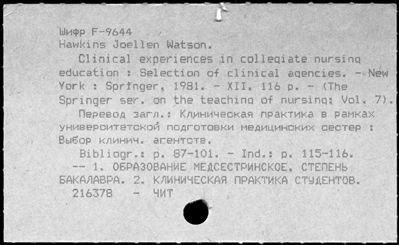 Шифр F-9644
Hawkins Joellen Watson.
Clinical experiences in collegiate nursing
education : Selection of clinical agencies. - New
York : Springer, 1981. - XII, 116 p. - (The
Springer ser. on the teaching of nursing; Vol. 7).
Перевод загл.: Клиническая практика в рамках
университетской подготовки медицинских сестер :
Выбор клинич. агентств.
Bibliogr.: p. 87-101. - Ind.: p. 115-116.
-- 1. ОБРАЗОВАНИЕ МЕДСЕСТРИНСКОЕ, СТЕПЕНЬ
БАКАЛАВРА. 2. КЛИНИЧЕСКАЯ ПРАКТИКА СТУДЕНТОВ.
216378 - ЧИТ